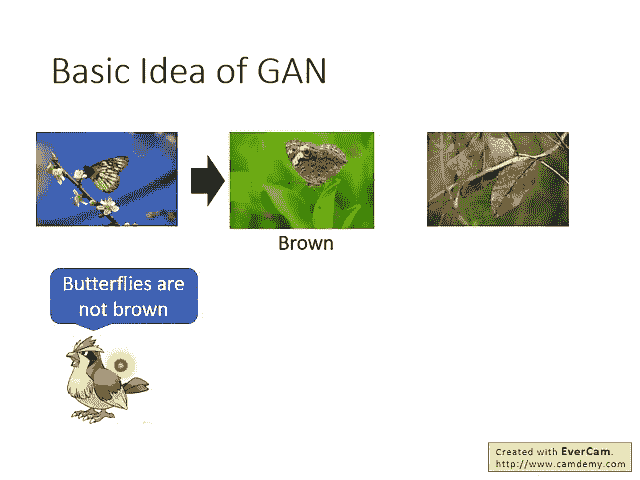 Basic Idea of GAN
Brown
Butterflies are
not brown
Created with EverCam.
http://www.camdemy.com